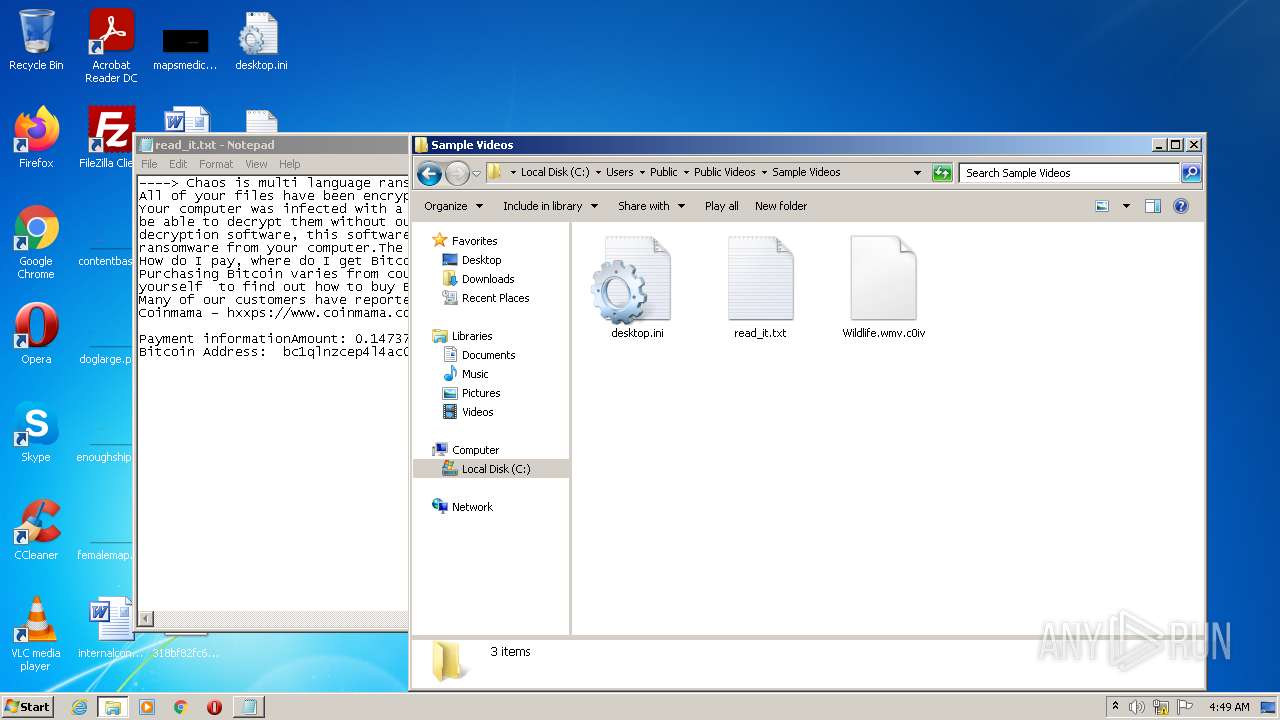 Recycle Bin
Acrobat
Reader DC
mapsmedic...
desktop.ini
Firefox
FileZilla Clie
Google
Chrome
contentbas
Opera
doglarge.p
Skype
enoughship
CCleaner
femalemap.
VLC media
player
internalcon...
318bf82fc6...
read_it.txt - Notepad
File Edit Format View Help
----> Chaos is multi language rans
All of your files have been encryp
Your computer was infected with a
be able to decrypt them without o
decryption software, this software
ransomware from your computer.The
How do I pay, where do I get Bitco
Purchasing Bitcoin varies from cou
yourself  to find out how to buy B
Many of our customers have reporte
Coinmama - hxxps://www.coinmama.co
Payment informationAmount: 0.14737
Bitcoin Address:  bc1qlnzcep4l4ac0
Sample Videos
Local Disk (C:) Users Public Public Videos Sample Videos
Search Sample Videos
Organize Include in library Share with Play all New folder
Favorites
Desktop
Downloads
Recent Places
Libraries
Documents
Music
Pictures
Videos
Computer
Local Disk (C:)
Network
desktop.ini
read_it.txt
Wildlife.wmv.c0iv
3 items
ANY RUN
Start
4:49 AM